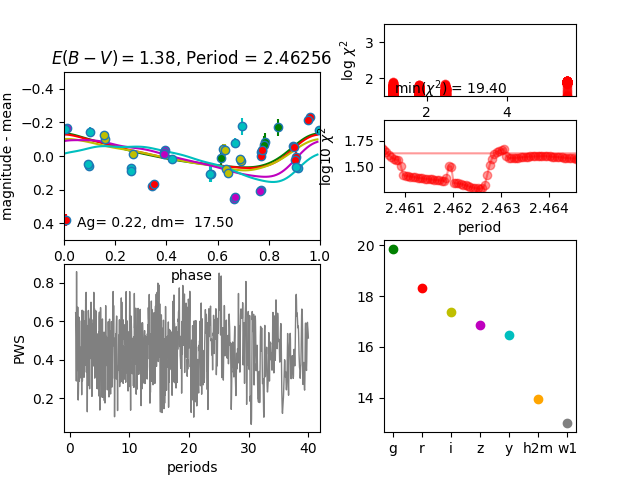 E(B − V) = 1.38, Period = 2.46256
magnitude - mean
−0.4
−0.2
0.0
0.2
0.4
Ag= 0.22, dm=  17.50
0.0 0.2 0.4 0.6 0.8 1.0
phase
log χ²
3
2
min(χ²) = 19.40
2 4
log10 χ²
1.75
1.50
2.461 2.462 2.463 2.464
period
PWS
0.8
0.6
0.4
0.2
0 10 20 30 40
periods
20
18
16
14
g r i z y h2m w1